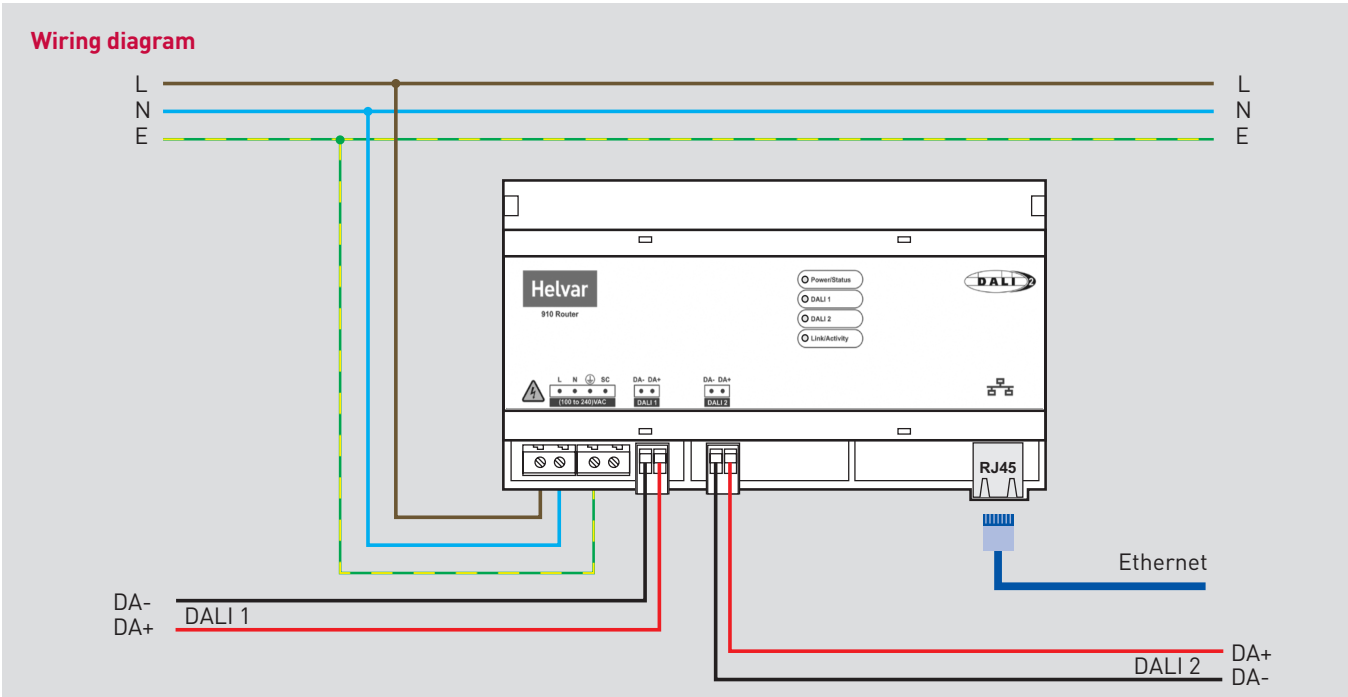 Wiring diagram
L L
N N
E E
Helvar
910 Router
Power/Status
DALI 1
DALI 2
Link/Activity
DALI 2
L N SC
(100 to 240)VAC
DA- DA+
DALI 1
DA- DA+
DALI 2
RJ45
Ethernet
DA-
DA+
DALI 1
DA+
DA-
DALI 2